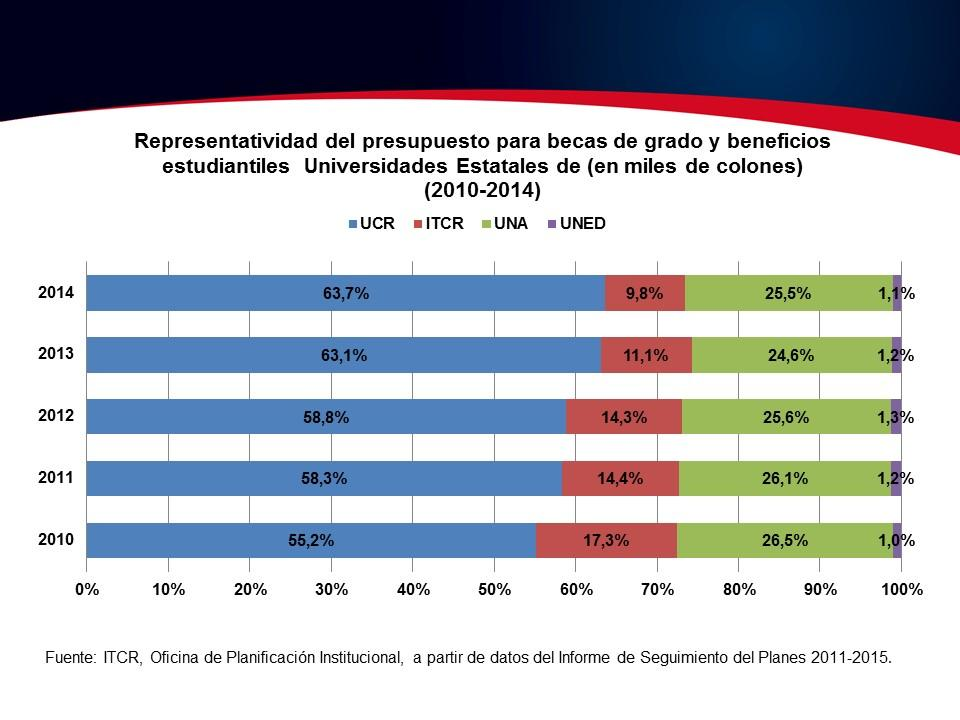 Representatividad del presupuesto para becas de grado y beneficios
estudiantiles Universidades Estatales de (en miles de colones)
(2010-2014)
UCR ITCR UNA UNED
2014 63,7% 9,8% 25,5% 1,1%
2013 63,1% 11,1% 24,6% 1,2%
2012 58,8% 14,3% 25,6% 1,3%
2011 58,3% 14,4% 26,1% 1,2%
2010 55,2% 17,3% 26,5% 1,0%
0% 10% 20% 30% 40% 50% 60% 70% 80% 90% 100%
Fuente: ITCR, Oficina de Planificación Institucional, a partir de datos del Informe de Seguimiento del Planes 2011-2015.